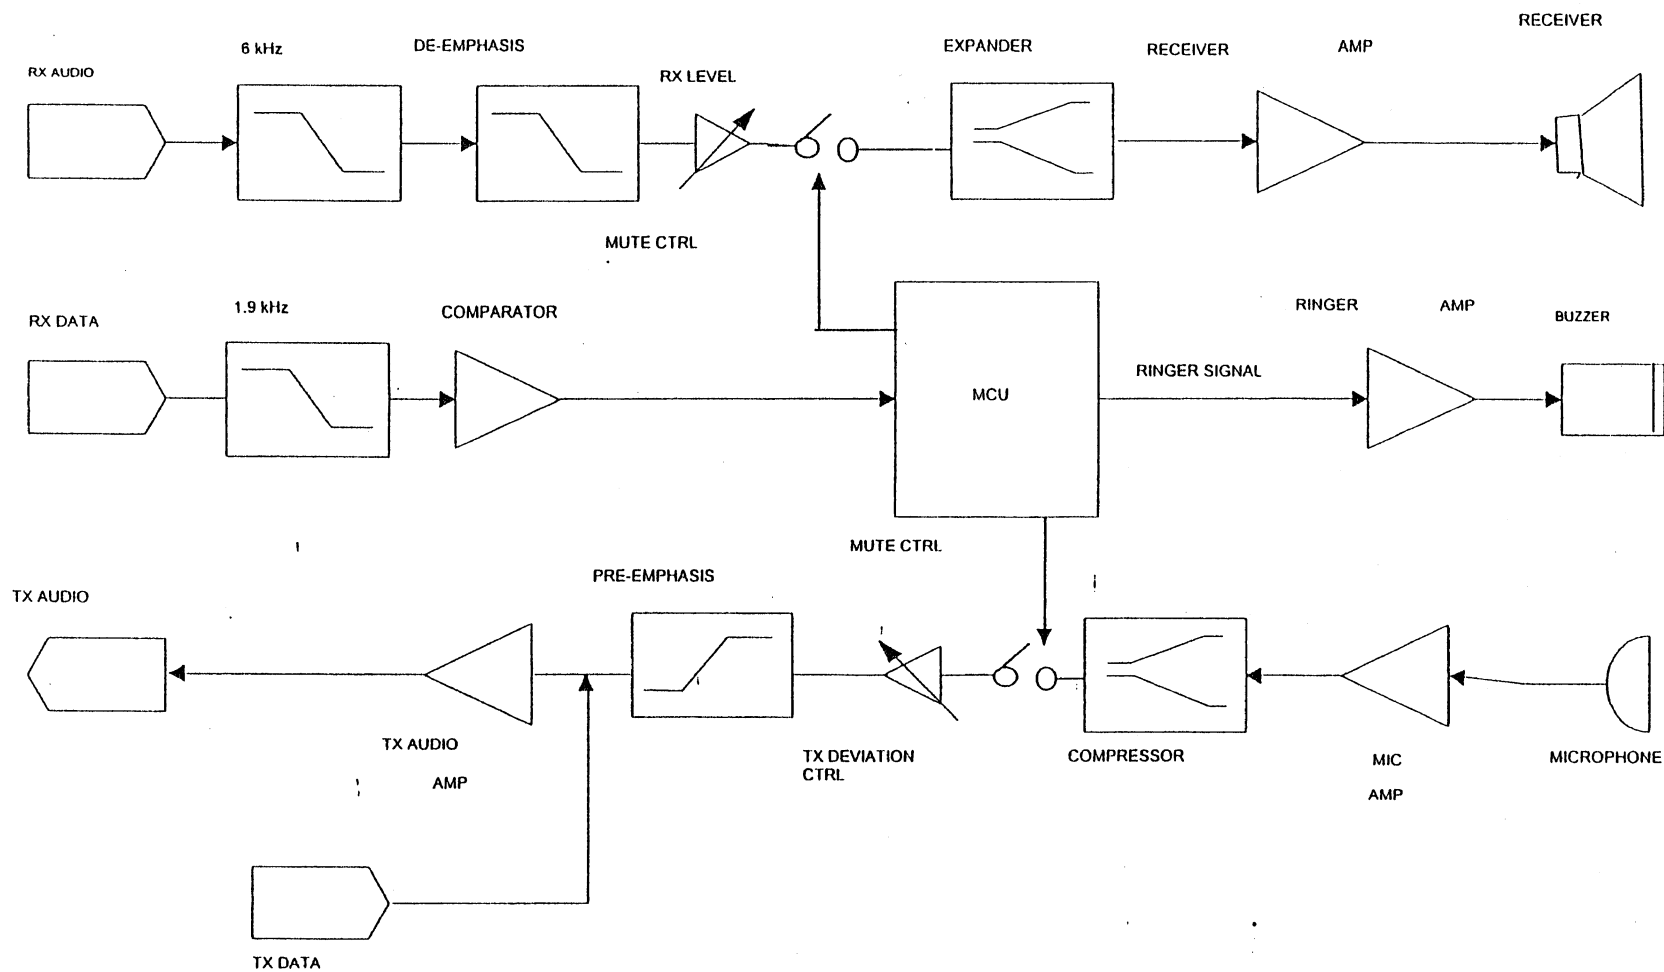 RECEIVER
6 kHz
DE-EMPHASIS
EXPANDER
RECEIVER
AMP
RX AUDIO
RX LEVEL
MUTE CTRL
1.9 kHz
COMPARATOR
RINGER
AMP
RX DATA
BUZZER
RINGER SIGNAL
MCU
MUTE CTRL
PRE-EMPHASIS
TX AUDIO
TX AUDIO
AMP
TX DEVIATION
CTRL
COMPRESSOR
MIC
AMP
MICROPHONE
TX DATA